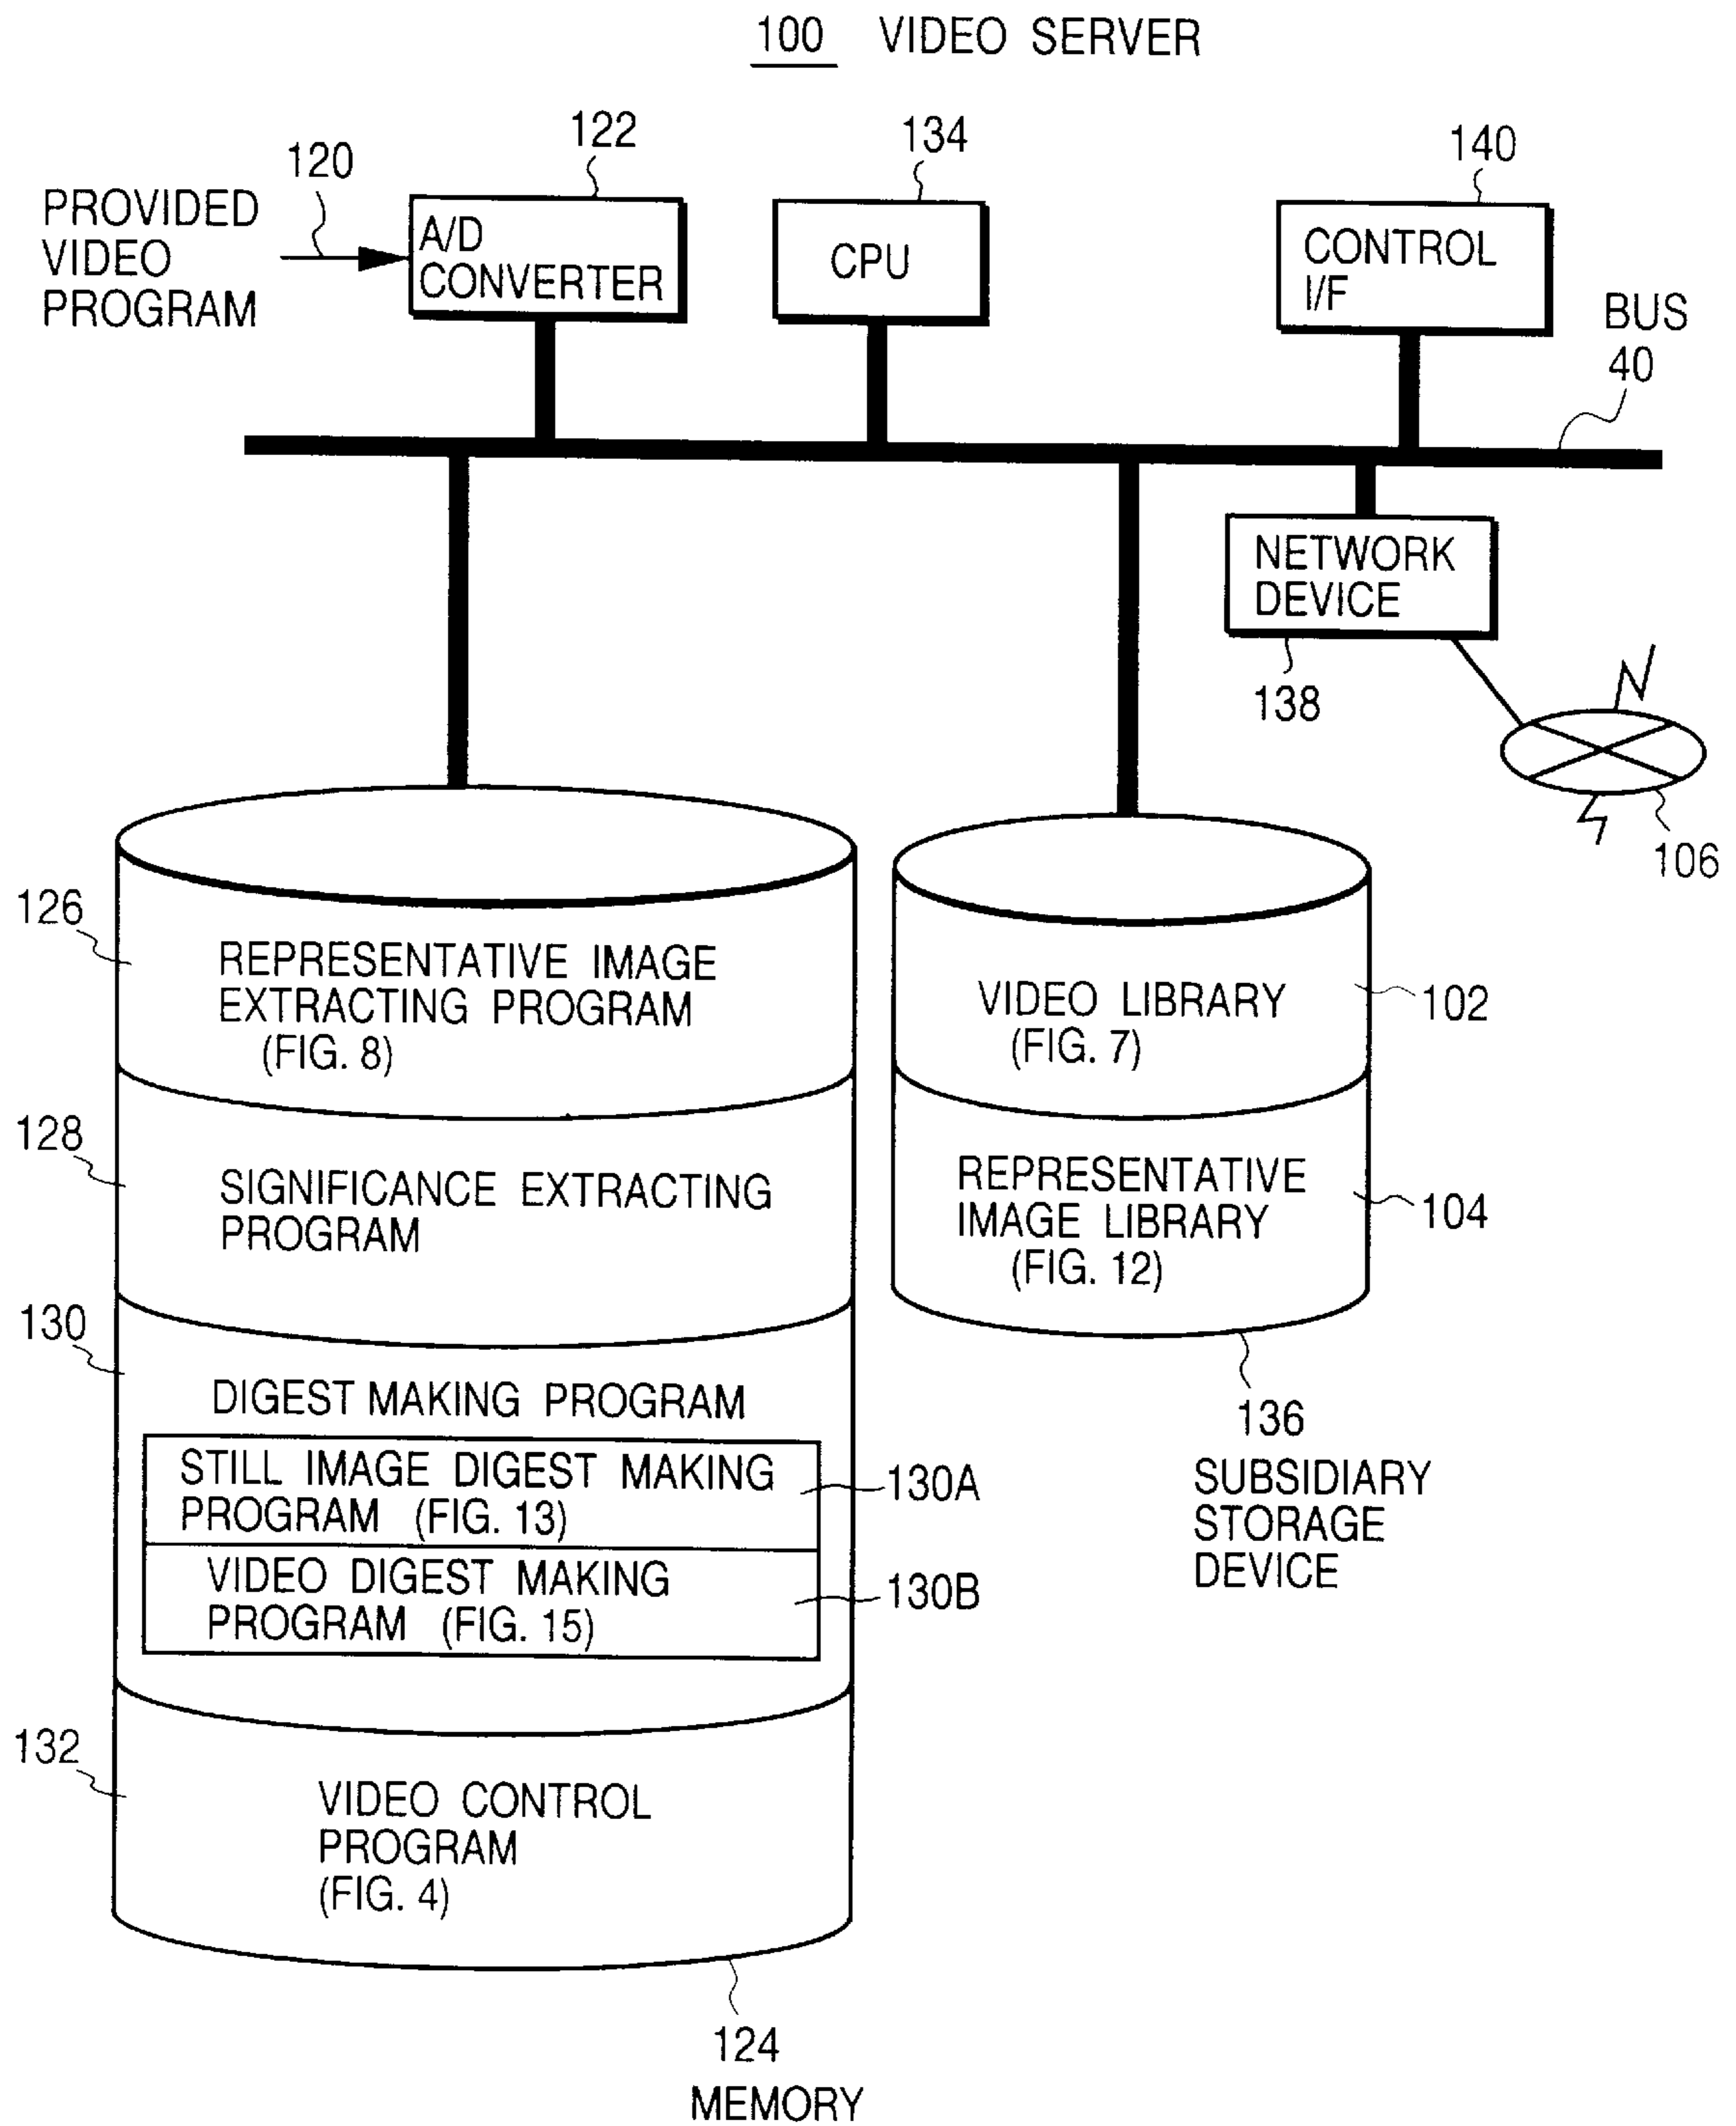 100 VIDEO SERVER
122
134
140
120
PROVIDED
VIDEO
PROGRAM
A/D
CONVERTER
CPU
CONTROL
I/F
BUS
40
NETWORK
DEVICE
138
106
126
REPRESENTATIVE IMAGE
EXTRACTING PROGRAM
(FIG. 8)
VIDEO LIBRARY
(FIG. 7)
102
128
SIGNIFICANCE EXTRACTING
PROGRAM
REPRESENTATIVE
IMAGE LIBRARY
(FIG. 12)
104
130
DIGEST MAKING PROGRAM
STILL IMAGE DIGEST MAKING
PROGRAM (FIG. 13)
130A
VIDEO DIGEST MAKING
PROGRAM (FIG. 15)
130B
136
SUBSIDIARY
STORAGE
DEVICE
132
VIDEO CONTROL
PROGRAM
(FIG. 4)
124
MEMORY